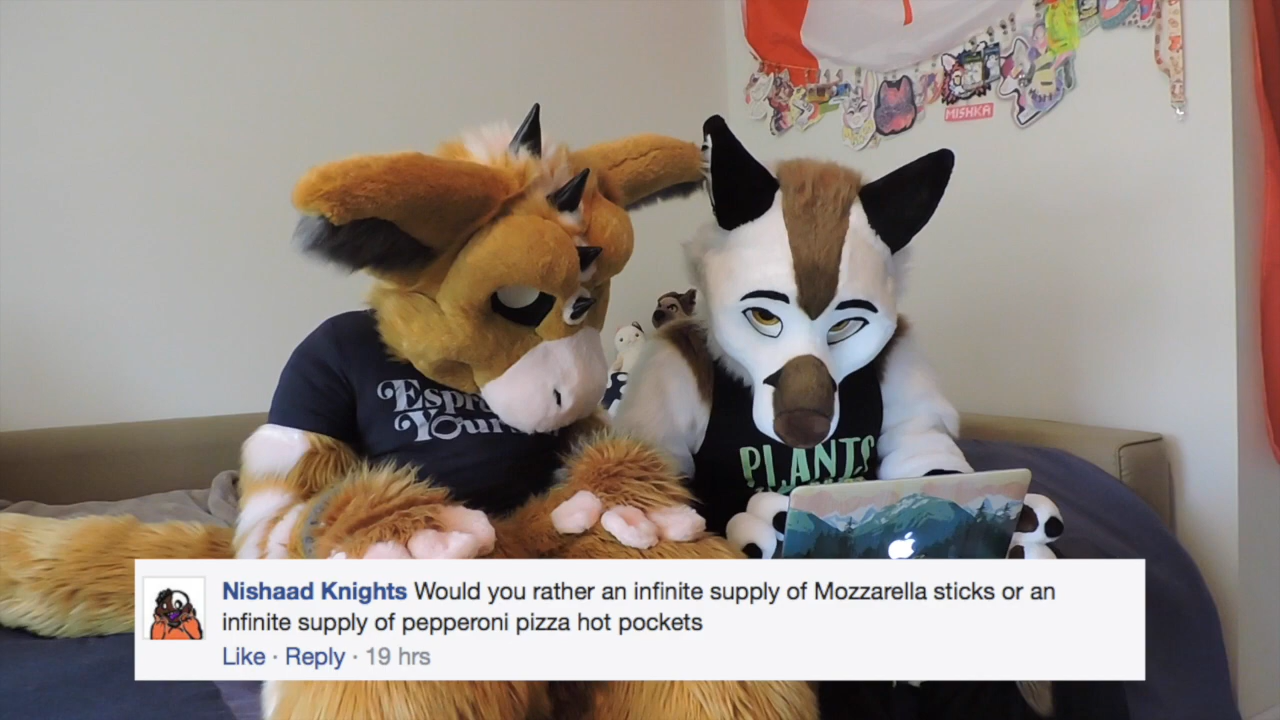 MISHKA
PLANTS
Nishaad Knights Would you rather an infinite supply of Mozzarella sticks or an
infinite supply of pepperoni pizza hot pockets
Like · Reply · 19 hrs